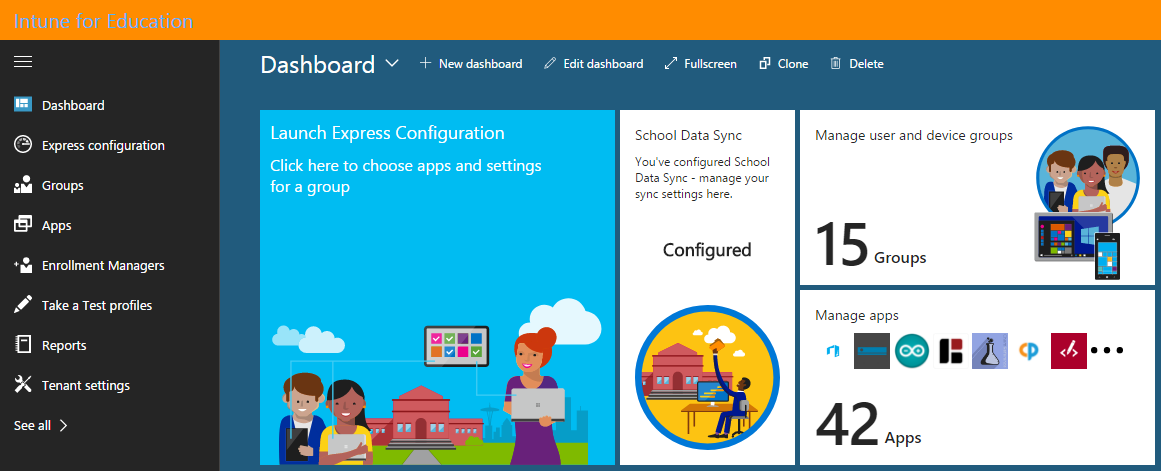 Intune for Education
Dashboard
Express configuration
Groups
Apps
Enrollment Managers
Take a Test profiles
Reports
Tenant settings
See all
Dashboard
New dashboard
Edit dashboard
Fullscreen
Clone
Delete
Launch Express Configuration
Click here to choose apps and settings
for a group
School Data Sync
You've configured School
Data Sync - manage your
sync settings here.
Configured
Manage user and device groups
15 Groups
Manage apps
42 Apps